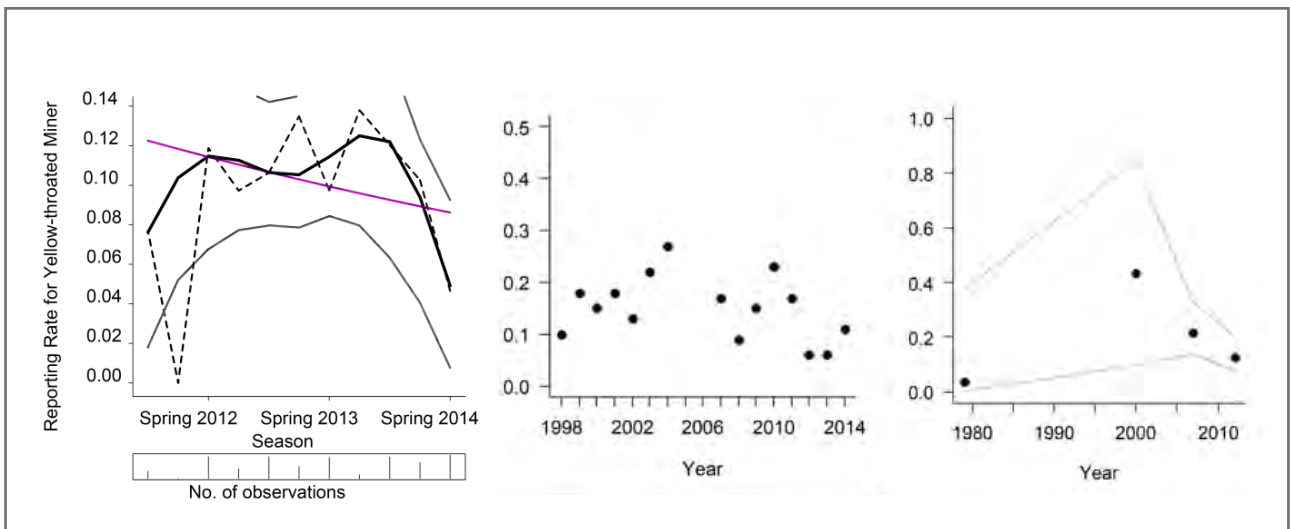 Reporting Rate for Yellow-throated Miner
0.14
0.12
0.10
0.08
0.06
0.04
0.02
0.00
Spring 2012 Spring 2013 Spring 2014
Season
No. of observations
0.5
0.4
0.3
0.2
0.1
0.0
1998 2002 2006 2010 2014
Year
1.0
0.8
0.6
0.4
0.2
0.0
1980 1990 2000 2010
Year